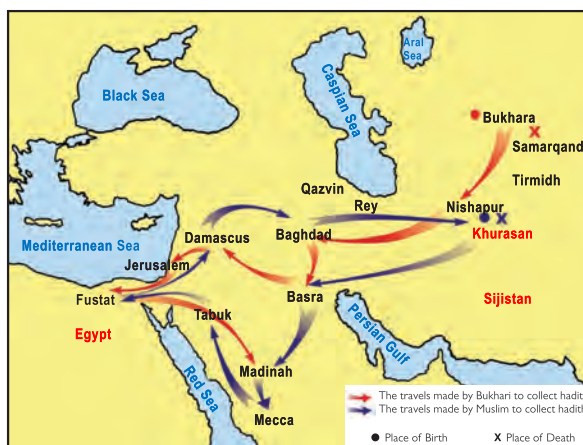 Aral
Sea
Caspian Sea
Black Sea
Bukhara
Samarqand
Tirmidh
Qazvin
Rey
Nishapur
Khurasan
Mediterranean Sea
Damascus
Baghdad
Jerusalem
Fustat
Basra
Tabuk
Sijistan
Egypt
Persian Gulf
Red Sea
Madinah
Mecca
The travels made by Bukhari to collect hadit
The travels made by Muslim to collect hadith
Place of Birth
X Place of Death